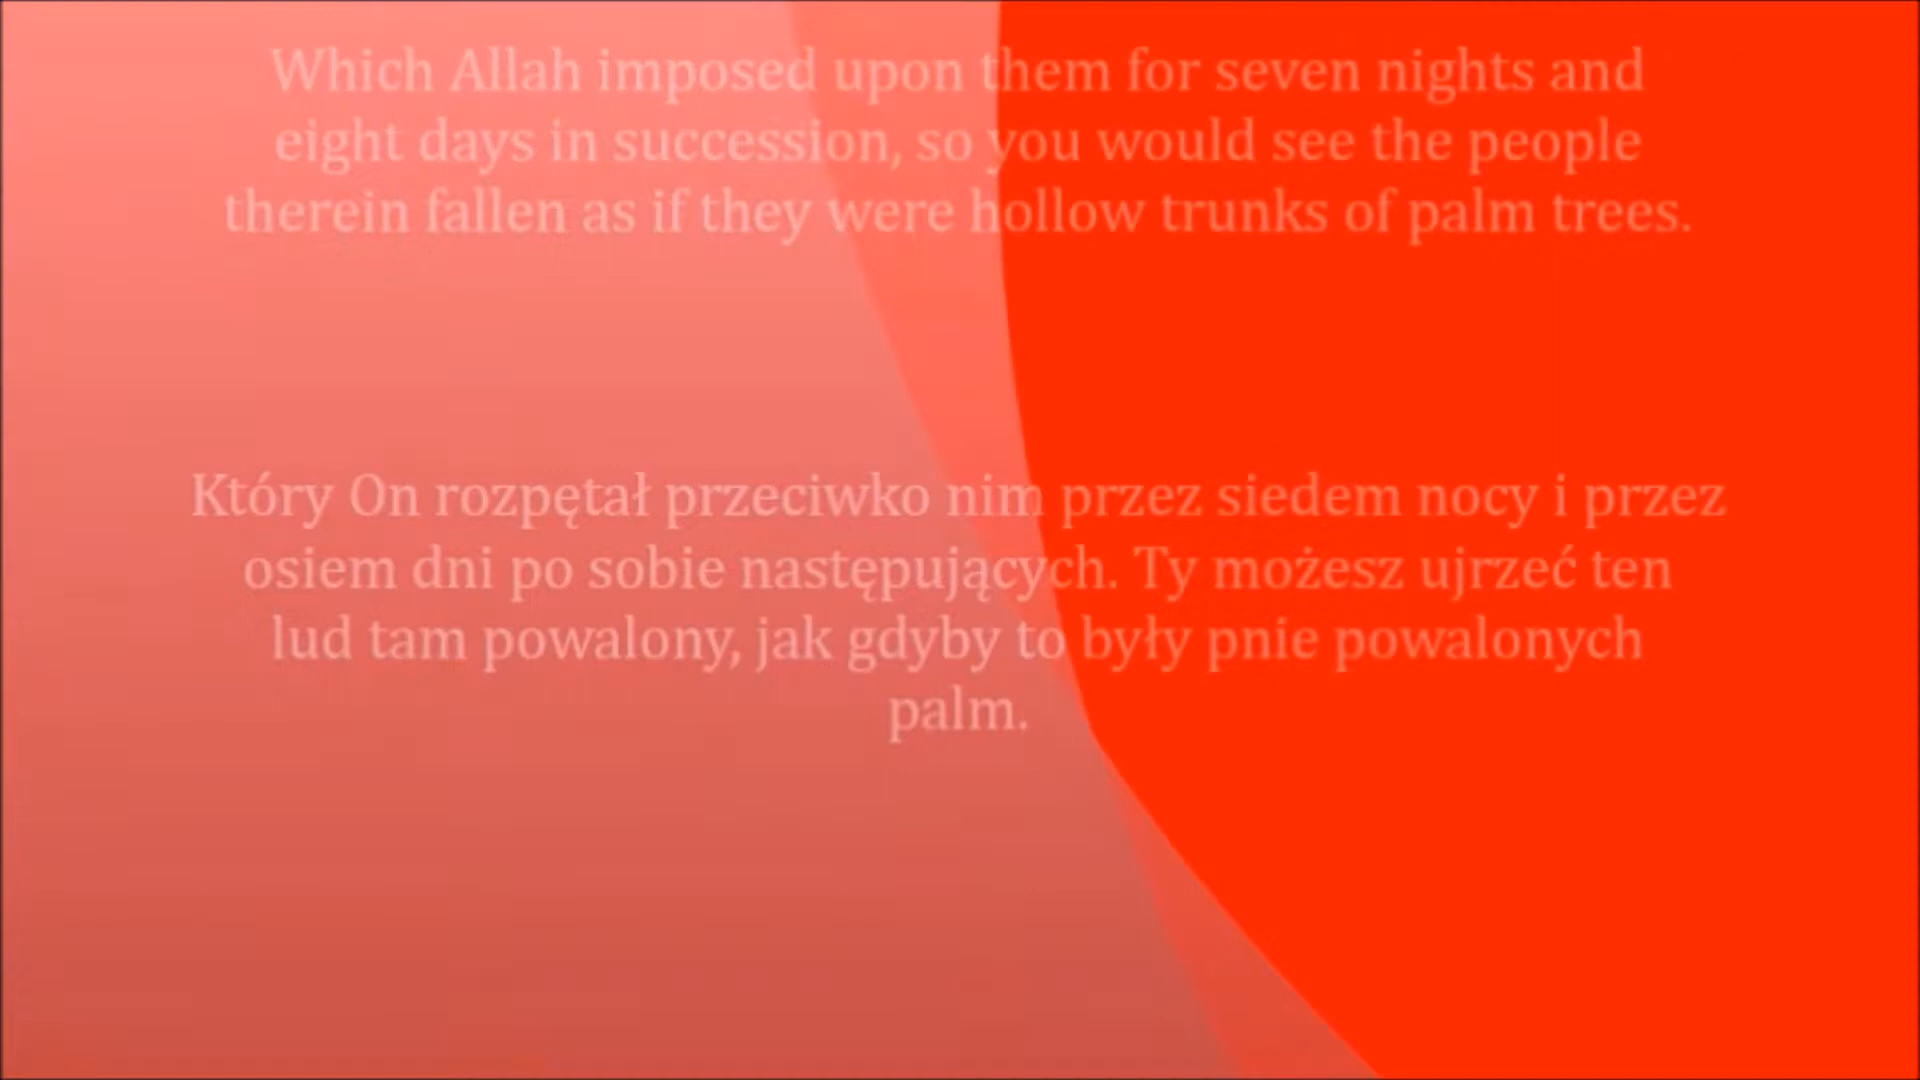 Which Allah imposed upon them for seven nights and
eight days in succession, so you would see the people
therein fallen as if they were hollow trunks of palm trees.
Który On rozpętał przeciwko nim przez siedem nocy i przez
osiem dni po sobie następujących. Ty możesz ujrzeć ten
lud tam powalony, jak gdyby to były pnie powalonych
palm.